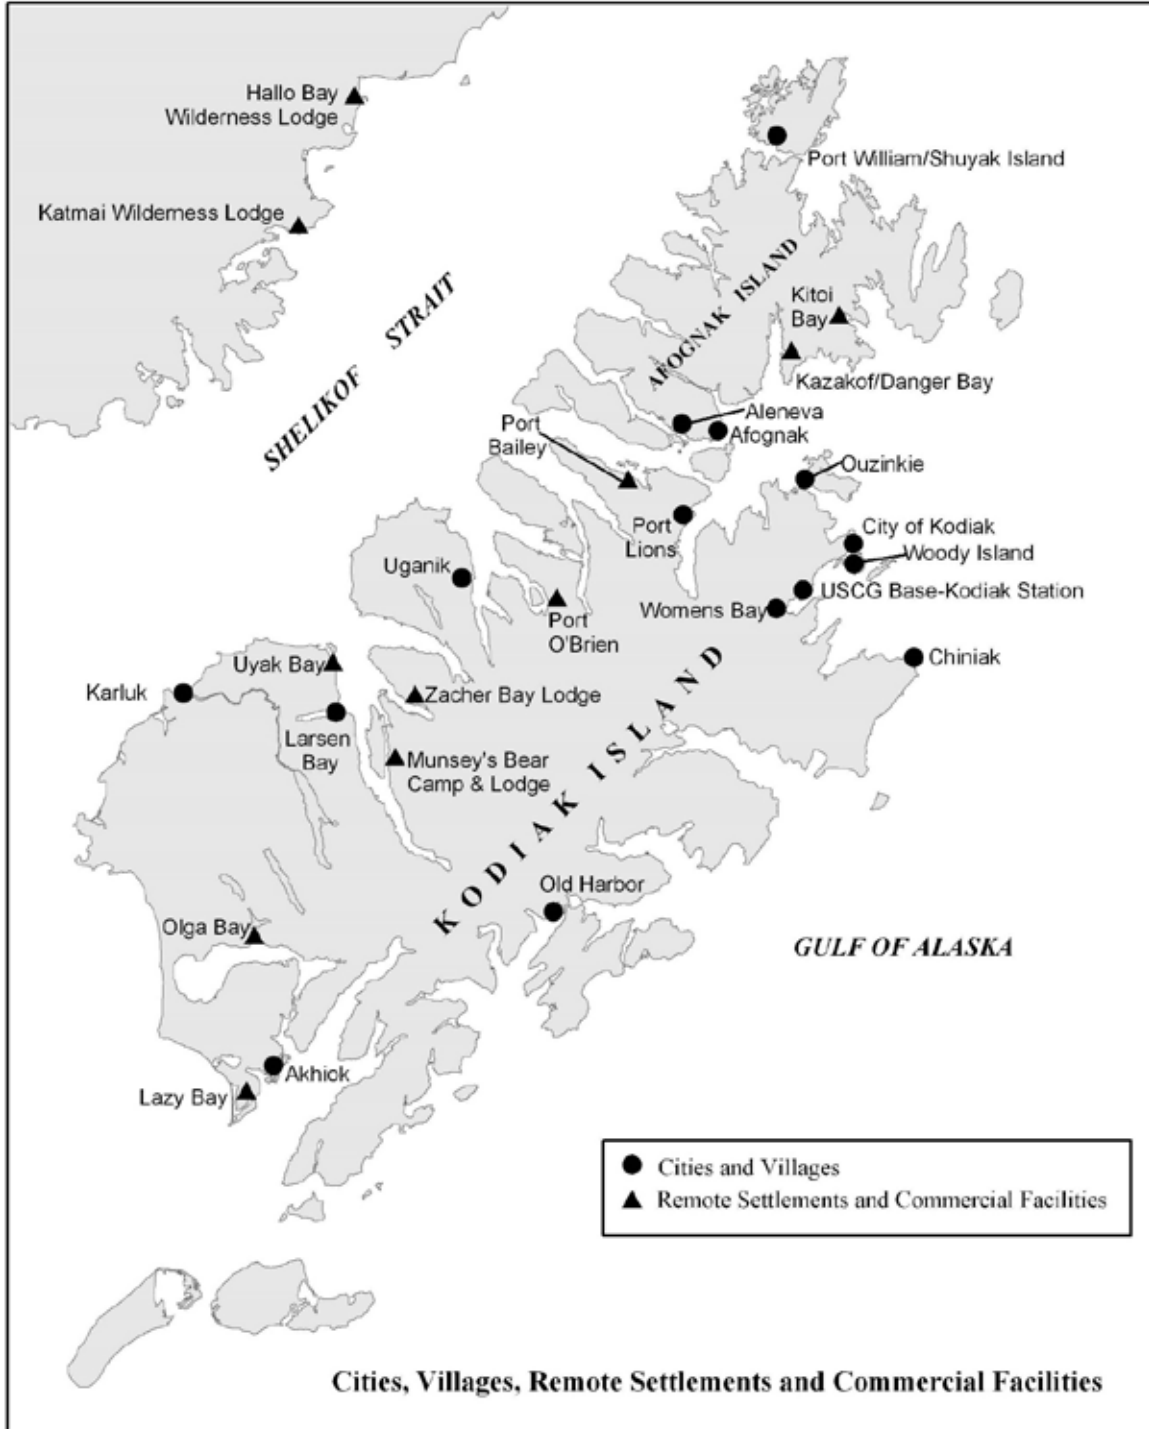 Hallo Bay
Wilderness Lodge
Port William/Shuyak Island
Katmai Wilderness Lodge
SHELIKOF STRAIT
AFOGNAK ISLAND
Kitoi
Bay
Kazakof/Danger Bay
Aleneva
Port
Bailey
Afognak
Ouzinkie
Port
Lions
City of Kodiak
Woody Island
Uganik
USCG Base-Kodiak Station
Womens Bay
Port
O'Brien
Chiniak
Uyak Bay
Karluk
Zacher Bay Lodge
Larsen
Bay
Munsey's Bear
Camp & Lodge
KODIAK ISLAND
Old Harbor
Olga Bay
GULF OF ALASKA
Akhiok
Lazy Bay
Cities and Villages
Remote Settlements and Commercial Facilities
Cities, Villages, Remote Settlements and Commercial Facilities